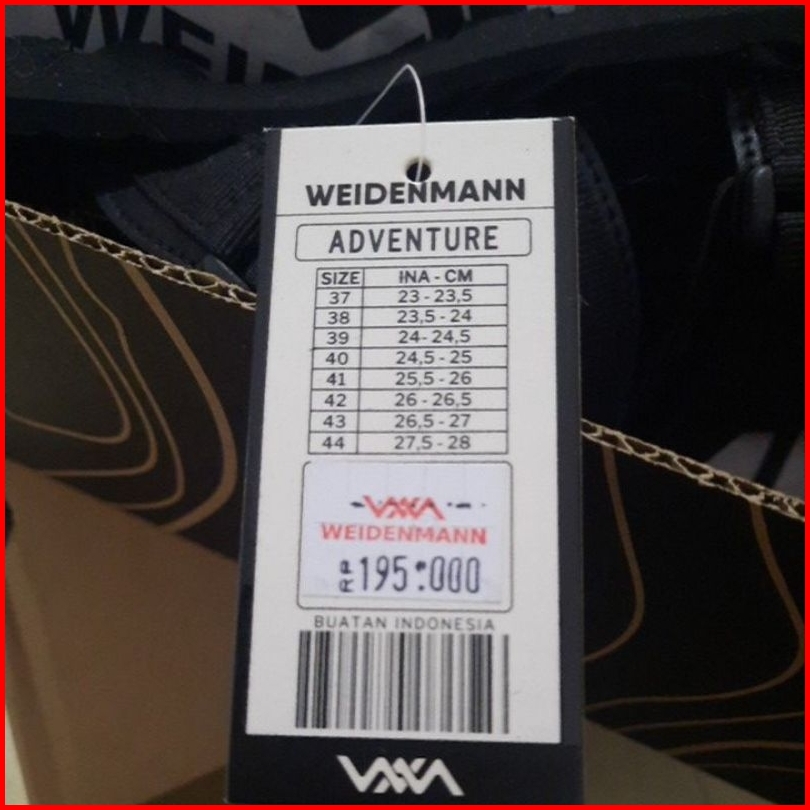 WEIDENMANN
ADVENTURE
SIZE INA - CM
37 23 - 23,5
38 23,5 - 24
39 24- 24,5
40 24,5 - 25
41 25,5 - 26
42 26 - 26,5
43 26,5 - 27
44 27,5 - 28
WEIDENMANN
RP 195.000
BUATAN INDONESIA